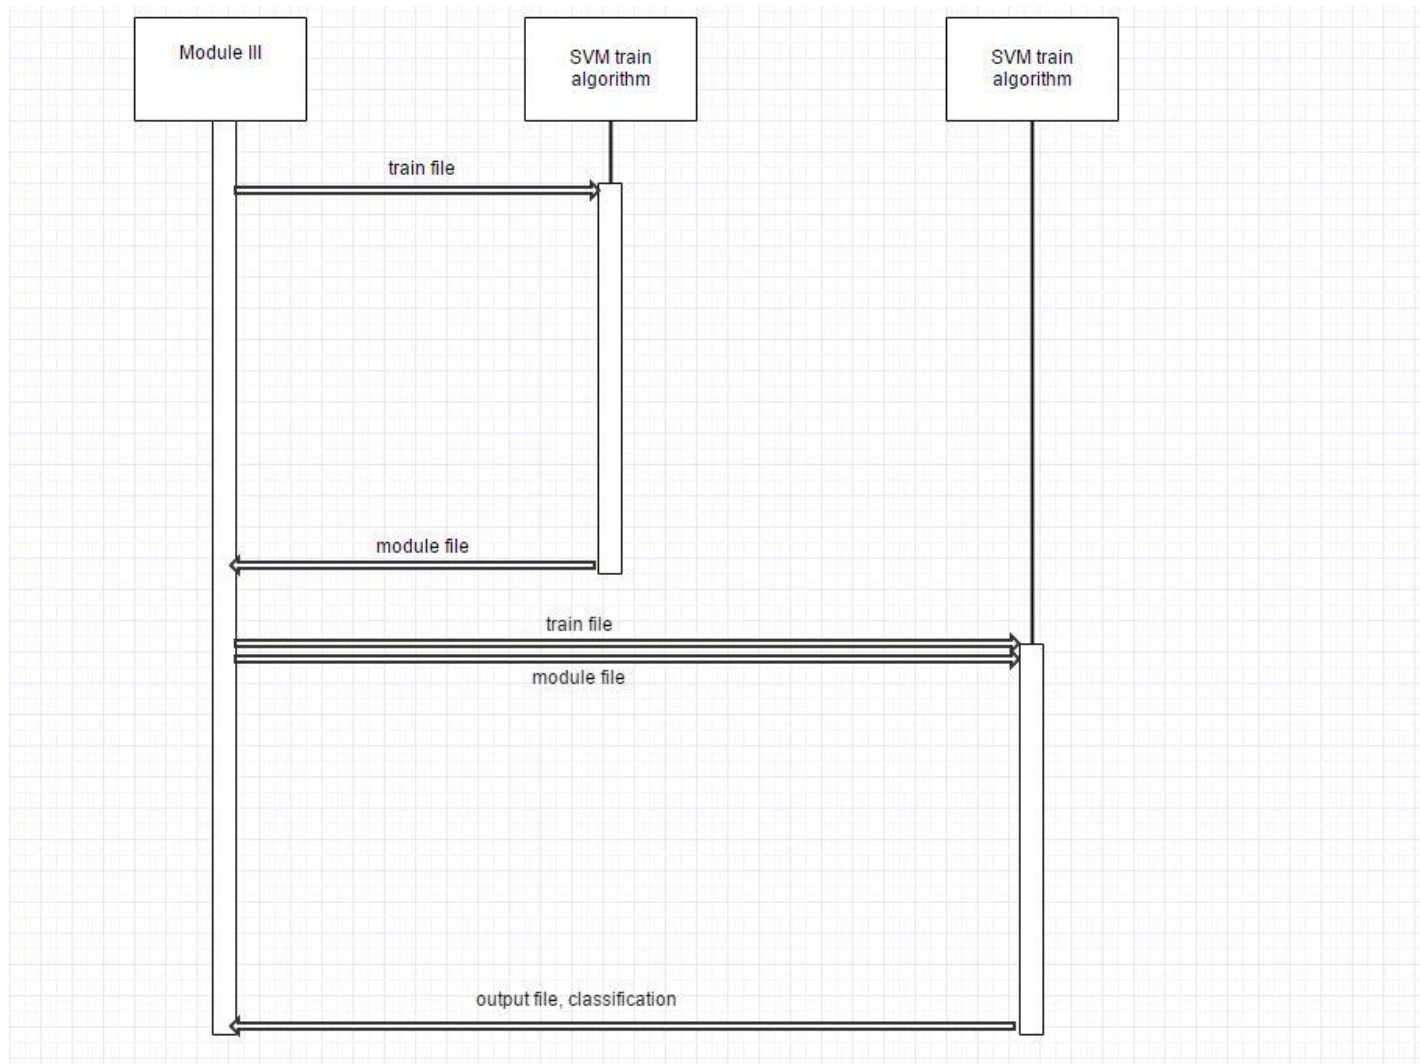 Module III
SVM train
algorithm
SVM train
algorithm
train file
module file
train file
module file
output file, classification